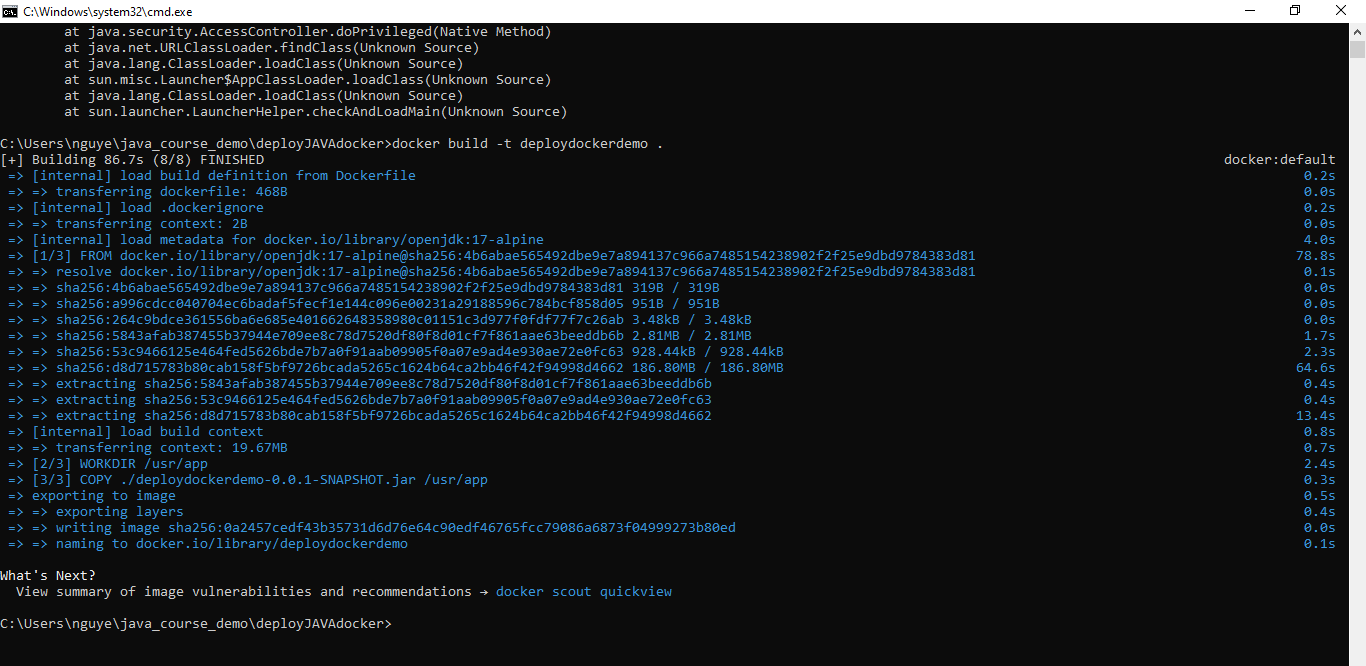 C:\Windows\system32\cmd.exe
at java.security.AccessController.doPrivileged(Native Method)
at java.net.URLClassLoader.findClass(Unknown Source)
at java.lang.ClassLoader.loadClass(Unknown Source)
at sun.misc.Launcher$AppClassLoader.loadClass(Unknown Source)
at java.lang.ClassLoader.loadClass(Unknown Source)
at sun.launcher.LauncherHelper.checkAndLoadMain(Unknown Source)
C:\Users\nguye\java_course_demo\deployJAVAdocker>docker build -t deploydockerdemo .
[+] Building 86.7s (8/8) FINISHED docker:default
=> [internal] load build definition from Dockerfile 0.2s
=> => transferring dockerfile: 468B 0.0s
=> [internal] load .dockerignore 0.2s
=> => transferring context: 2B 0.0s
=> [internal] load metadata for docker.io/library/openjdk:17-alpine 4.0s
=> [1/3] FROM docker.io/library/openjdk:17-alpine@sha256:4b6abae565492dbe9e7a894137c966a7485154238902f2f25e9dbd9784383d81 78.8s
=> => resolve docker.io/library/openjdk:17-alpine@sha256:4b6abae565492dbe9e7a894137c966a7485154238902f2f25e9dbd9784383d81 0.1s
=> => sha256:4b6abae565492dbe9e7a894137c966a7485154238902f2f25e9dbd9784383d81 319B / 319B 0.0s
=> => sha256:a996cdcc040704ec6badaf5fecf1e144c096e00231a29188596c784bcf858d05 951B / 951B 0.0s
=> => sha256:264c9bdce361556ba6e685e401662648358980c01151c3d977f0fdf77f7c26ab 3.48kB / 3.48kB 0.0s
=> => sha256:5843afab387455b37944e709ee8c78d7520df80f8d01cf7f861aae63beeddb6b 2.81MB / 2.81MB 1.7s
=> => sha256:53c9466125e464fed5626bde7b7a0f91aab09905f0a07e9ad4e930ae72e0fc63 928.44kB / 928.44kB 2.3s
=> => sha256:d8d715783b80cab158f5bf9726bcada5265c1624b64ca2bb46f42f94998d4662 186.80MB / 186.80MB 64.6s
=> => extracting sha256:5843afab387455b37944e709ee8c78d7520df80f8d01cf7f861aae63beeddb6b 0.4s
=> => extracting sha256:53c9466125e464fed5626bde7b7a0f91aab09905f0a07e9ad4e930ae72e0fc63 0.4s
=> => extracting sha256:d8d715783b80cab158f5bf9726bcada5265c1624b64ca2bb46f42f94998d4662 13.4s
=> [internal] load build context 0.8s
=> => transferring context: 19.67MB 0.7s
=> [2/3] WORKDIR /usr/app 2.4s
=> [3/3] COPY ./deploydockerdemo-0.0.1-SNAPSHOT.jar /usr/app 0.3s
=> exporting to image 0.5s
=> => exporting layers 0.4s
=> => writing image sha256:0a2457cedf43b35731d6d76e64c90edf46765fcc79086a6873f04999273b80ed 0.0s
=> => naming to docker.io/library/deploydockerdemo 0.1s
What's Next?
View summary of image vulnerabilities and recommendations → docker scout quickview
C:\Users\nguye\java_course_demo\deployJAVAdocker>